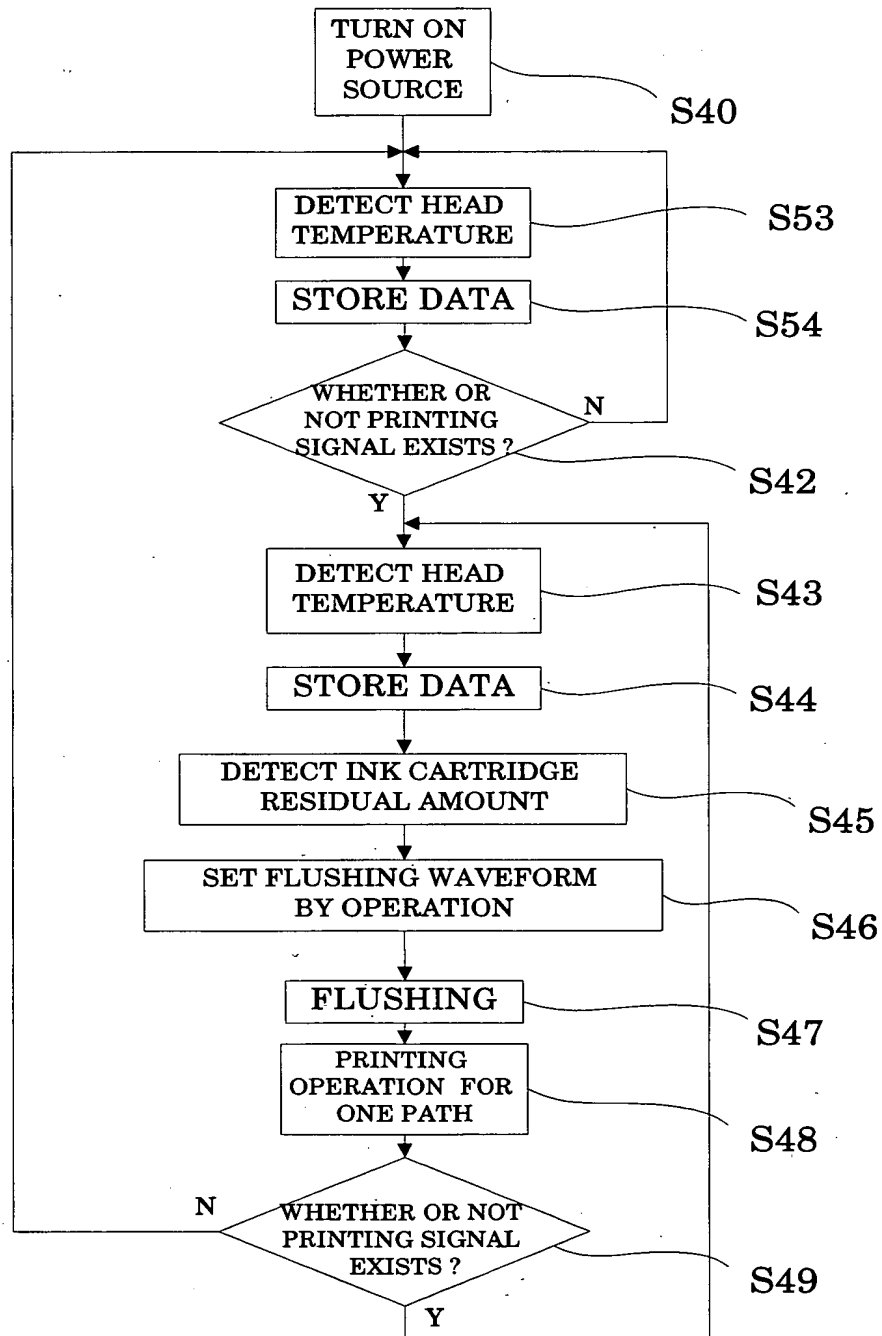 TURN ON
POWER
SOURCE
S40
DETECT HEAD
TEMPERATURE
S53
STORE DATA
S54
WHETHER OR
NOT PRINTING
SIGNAL EXISTS ?
N
S42
Y
DETECT HEAD
TEMPERATURE
S43
STORE DATA
S44
DETECT INK CARTRIDGE
RESIDUAL AMOUNT
S45
SET FLUSHING WAVEFORM
BY OPERATION
S46
FLUSHING
S47
PRINTING
OPERATION FOR
ONE PATH
S48
N
WHETHER OR NOT
PRINTING SIGNAL
EXISTS ?
S49
Y